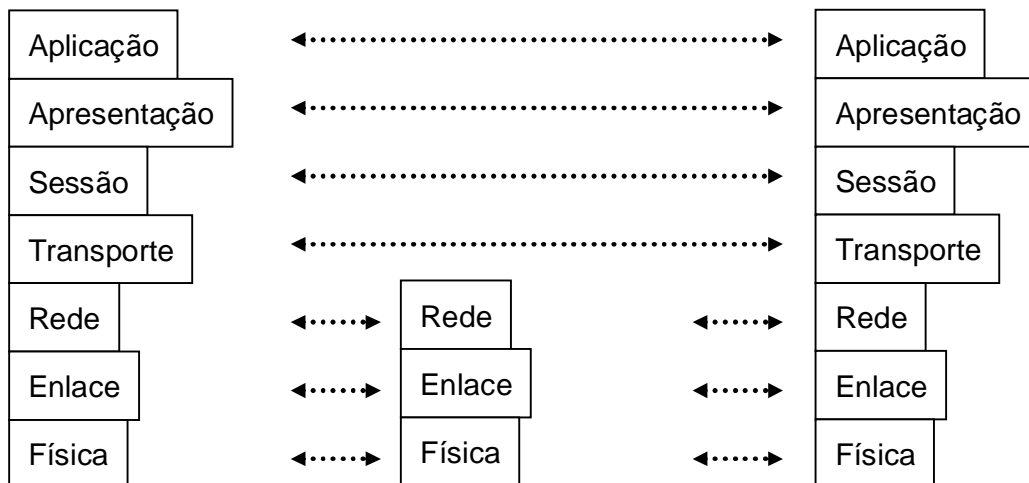 Aplicação
Aplicação
Apresentação
Apresentação
Sessão
Sessão
Transporte
Transporte
Rede
Rede
Rede
Enlace
Enlace
Enlace
Física
Física
Física